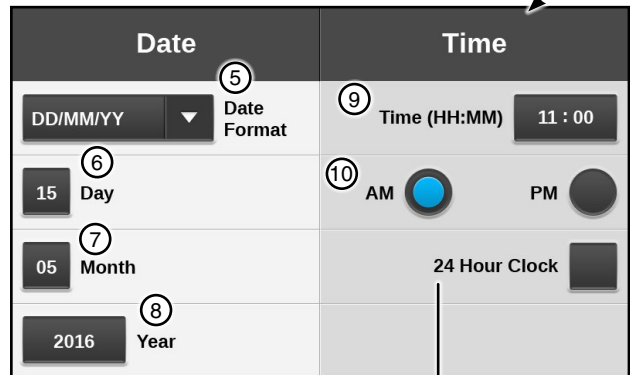 Date
Time
5
DD/MM/YY
Date
Format
9
Time (HH:MM)
11 : 00
6
15
Day
10
AM
PM
7
05
Month
24 Hour Clock
8
2016
Year